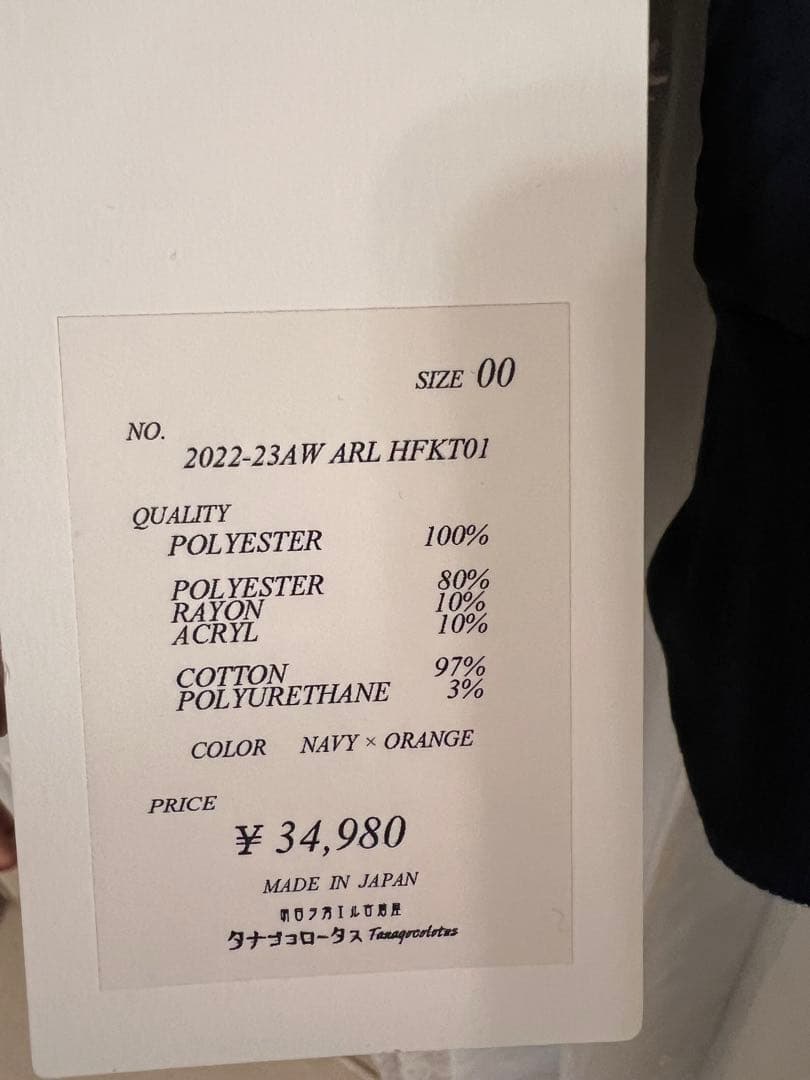 SIZE 00
NO.
2022-23AW ARL HFKT01
QUALITY
POLYESTER 100%
POLYESTER 80%
RAYON 10%
ACRYL 10%
COTTON 97%
POLYURETHANE 3%
COLOR NAVY × ORANGE
PRICE
¥ 34,980
MADE IN JAPAN
タナゴコロータス Tanagocolotus